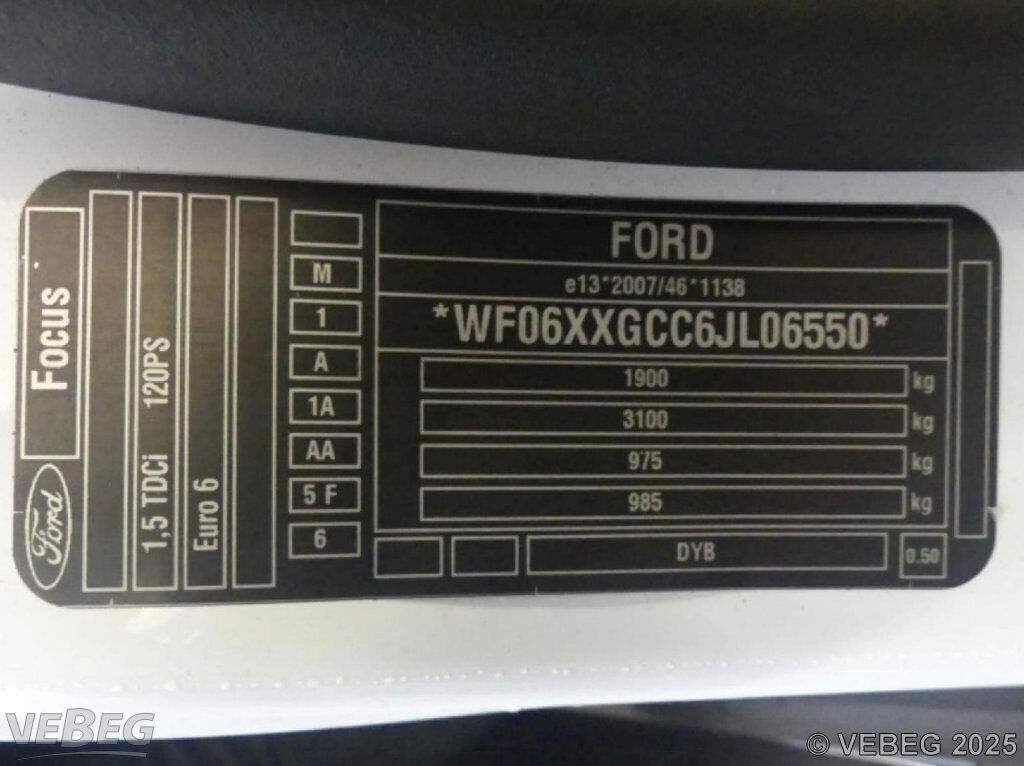 FORD
e13*2007/46*1138
*WF06XXGCC6JL06550*
1900 kg
3100 kg
975 kg
985 kg
DYB
0.50
M
1
A
1A
AA
5 F
6
Focus
Ford
1,5 TDCi 120PS
Euro 6
VEBEG
© VEBEG 2025